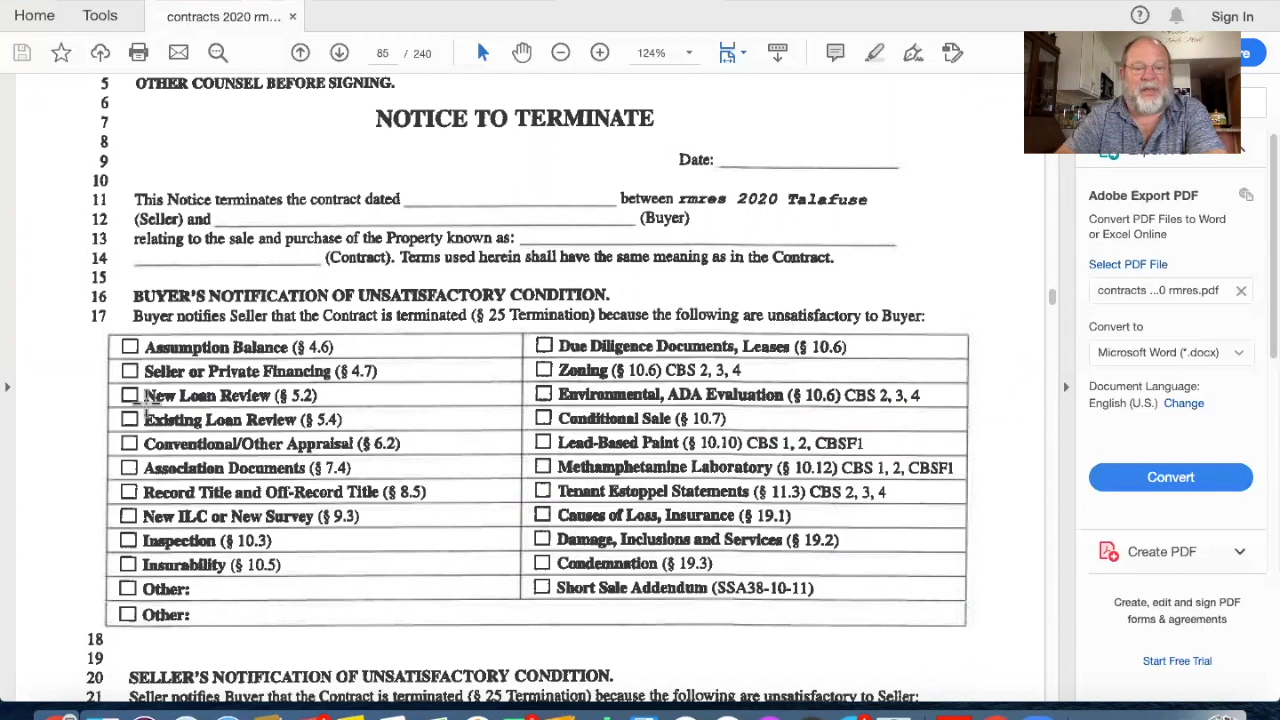 Home
Tools
contracts 2020 rm...
Sign In
85 / 240
124%
5 OTHER COUNSEL BEFORE SIGNING.
6
7 NOTICE TO TERMINATE
8
9 Date:
10
11 This Notice terminates the contract dated between rmres 2020 Talafuse
12 (Seller) and (Buyer)
13 relating to the sale and purchase of the Property known as:
14 (Contract). Terms used herein shall have the same meaning as in the Contract.
15
16 BUYER'S NOTIFICATION OF UNSATISFACTORY CONDITION.
17 Buyer notifies Seller that the Contract is terminated (§ 25 Termination) because the following are unsatisfactory to Buyer:
Assumption Balance (§ 4.6)
Seller or Private Financing (§ 4.7)
New Loan Review (§ 5.2)
Existing Loan Review (§ 5.4)
Conventional/Other Appraisal (§ 6.2)
Association Documents (§ 7.4)
Record Title and Off-Record Title (§ 8.5)
New ILC or New Survey (§ 9.3)
Inspection (§ 10.3)
Insurability (§ 10.5)
Other:
Other:
Due Diligence Documents, Leases (§ 10.6)
Zoning (§ 10.6) CBS 2, 3, 4
Environmental, ADA Evaluation (§ 10.6) CBS 2, 3, 4
Conditional Sale (§ 10.7)
Lead-Based Paint (§ 10.10) CBS 1, 2, CBSF1
Methamphetamine Laboratory (§ 10.12) CBS 1, 2, CBSF1
Tenant Estoppel Statements (§ 11.3) CBS 2, 3, 4
Causes of Loss, Insurance (§ 19.1)
Damage, Inclusions and Services (§ 19.2)
Condemnation (§ 19.3)
Short Sale Addendum (SSA38-10-11)
18
19
20 SELLER'S NOTIFICATION OF UNSATISFACTORY CONDITION.
21 Seller notifies Buyer that the Contract is terminated (§ 25 Termination) because the following are unsatisfactory to Seller:
Adobe Export PDF
Convert PDF Files to Word
or Excel Online
Select PDF File
contracts ...0 rmres.pdf
Convert to
Microsoft Word (*.docx)
Document Language:
English (U.S.) Change
Convert
Create PDF
Create, edit and sign PDF
forms & agreements
Start Free Trial